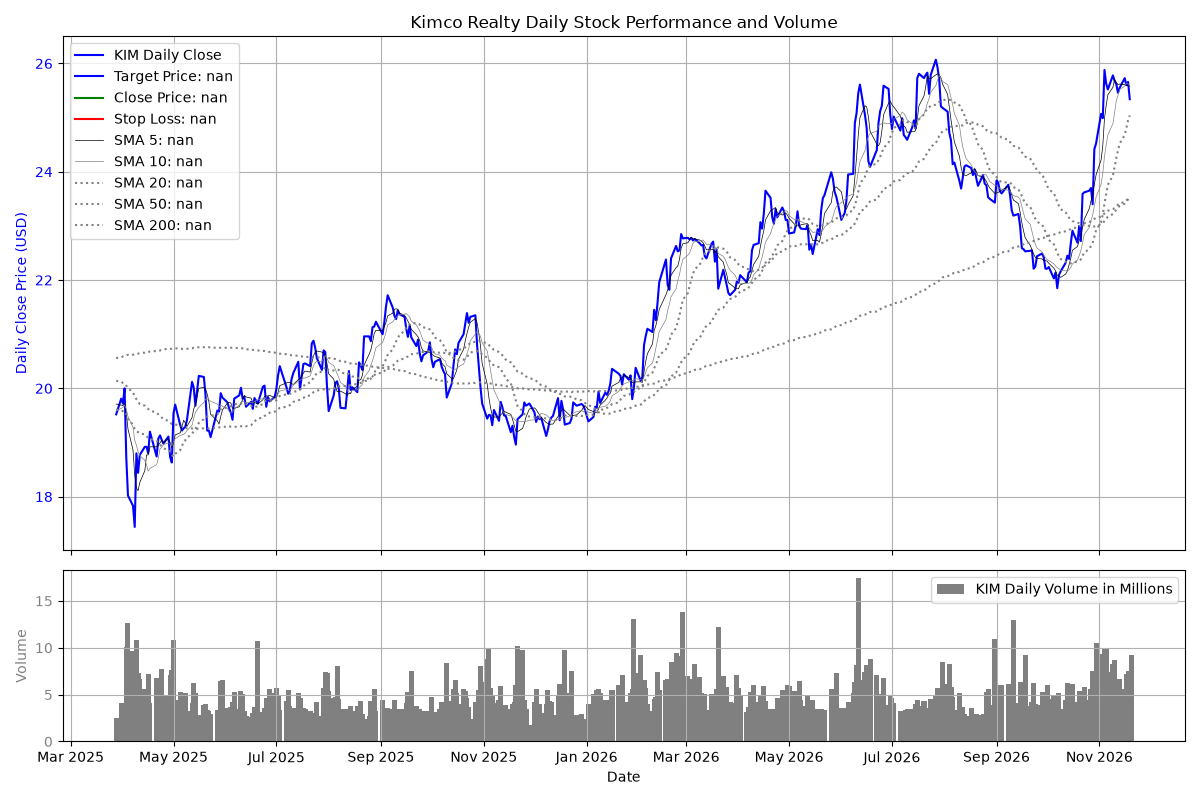 Kimco Realty Daily Stock Performance and Volume
26
24
22
20
18
Daily Close Price (USD)
KIM Daily Close
Target Price: nan
Close Price: nan
Stop Loss: nan
SMA 5: nan
SMA 10: nan
SMA 20: nan
SMA 50: nan
SMA 200: nan
15
10
5
0
Volume
KIM Daily Volume in Millions
Mar 2025 May 2025 Jul 2025 Sep 2025 Nov 2025 Jan 2026 Mar 2026 May 2026 Jul 2026 Sep 2026 Nov 2026
Date